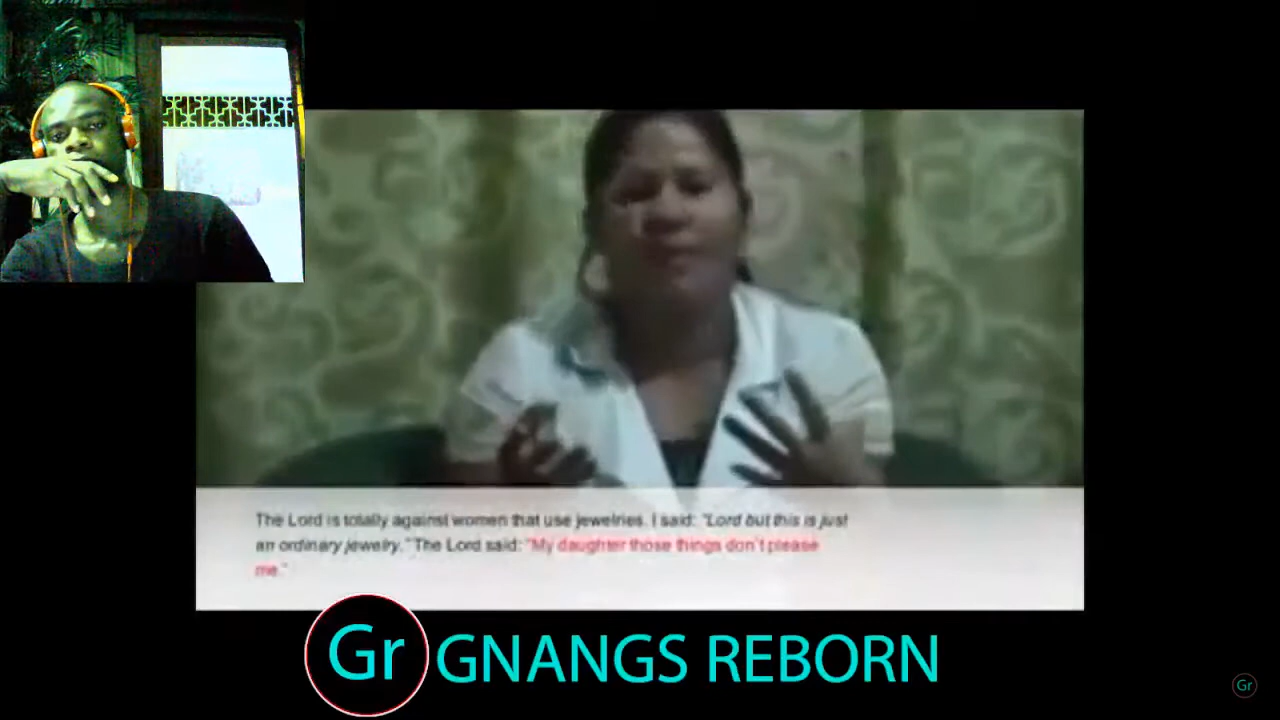 The Lord is totally against women that use jewelries. I said: "Lord but this is just
an ordinary jewelry." The Lord said: "My daughter those things don't please
me."
Gr GNANGS REBORN
Gr